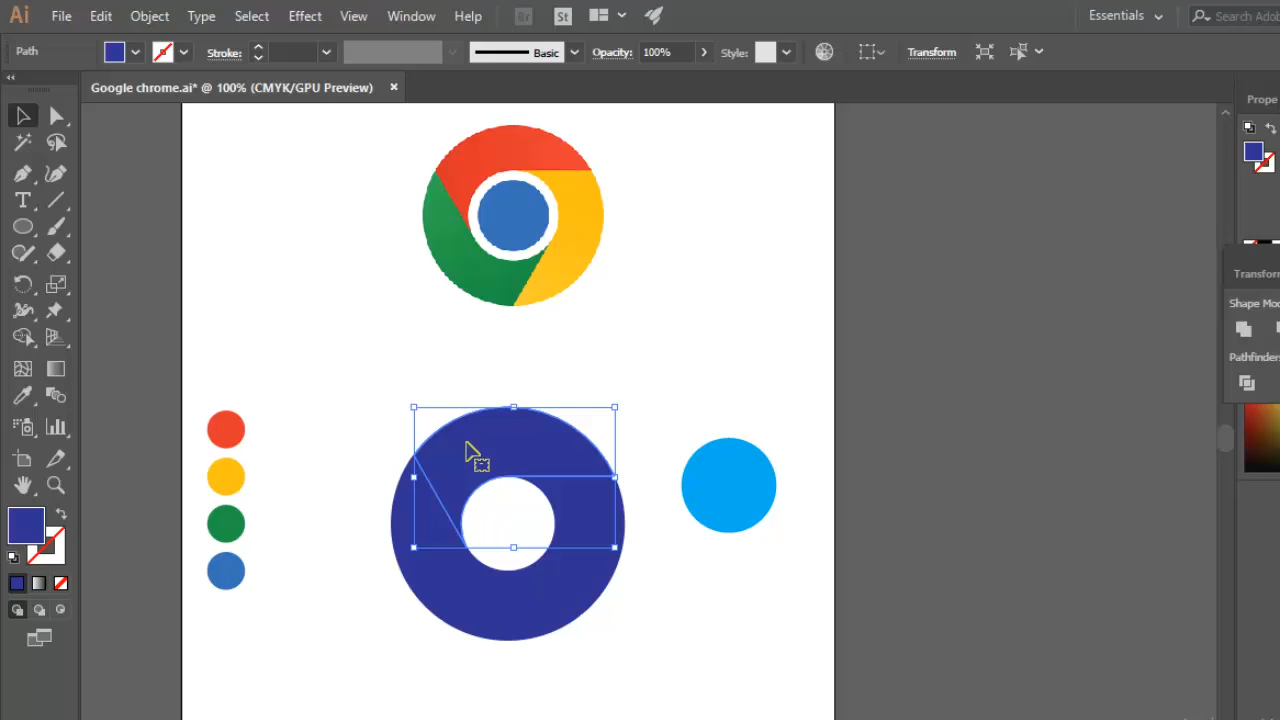 Ai File Edit Object Type Select Effect View Window Help Br St Essentials Search Adob
Path Stroke: Basic Opacity: 100% Style: Transform
Google chrome.ai* @ 100% (CMYK/GPU Preview) ×
Prope
Transform
Shape Mo
Pathfinder